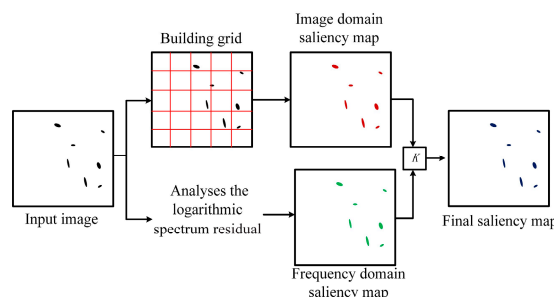 Image domain
saliency map
Building grid
Input image
Analyses the
logarithmic
spectrum residual
K
Final saliency map
Frequency domain
saliency map